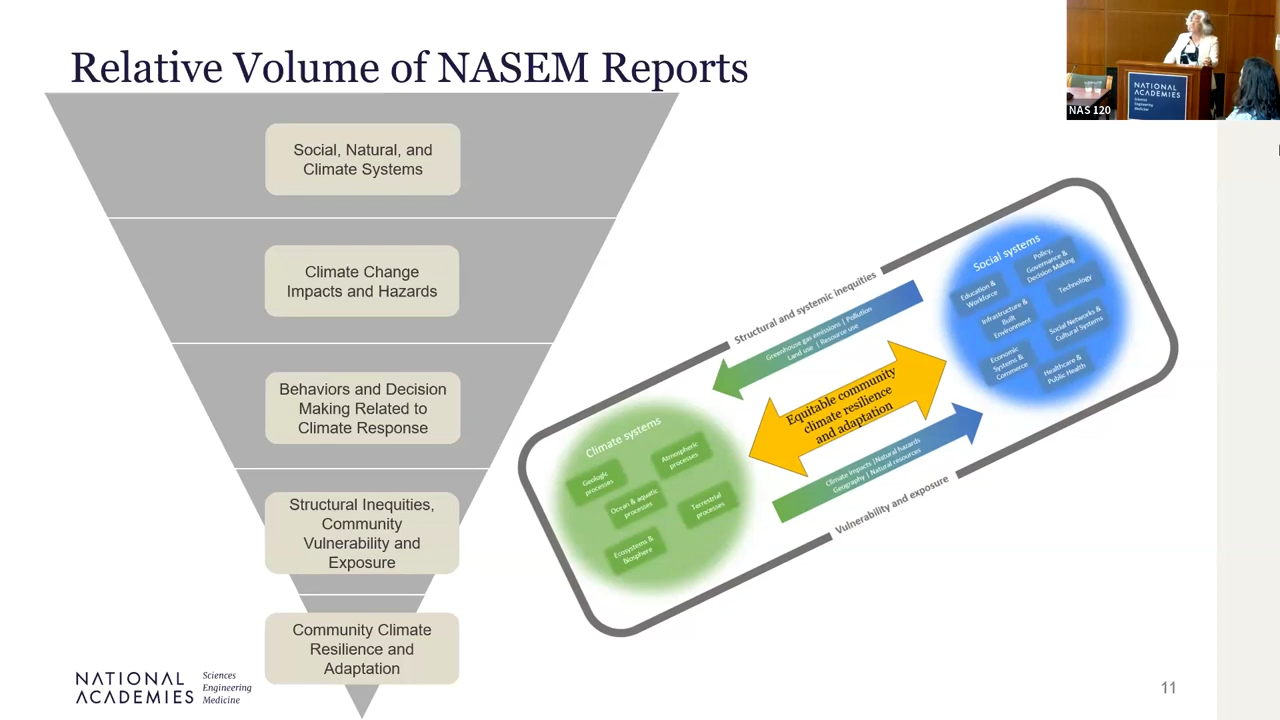 Relative Volume of NASEM Reports
Social, Natural, and
Climate Systems
Climate Change
Impacts and Hazards
Behaviors and Decision
Making Related to
Climate Response
Structural Inequities,
Community
Vulnerability and
Exposure
Community Climate
Resilience and
Adaptation
Structural and systemic inequities
Greenhouse gas emissions | Pollution
Land use | Resource use
Equitable community
climate resilience
and adaptation
Climate impacts | Natural hazards
Geography | Natural resources
Vulnerability and exposure
Climate systems
Geologic
processes
Atmospheric
processes
Ocean & aquatic
processes
Terrestrial
processes
Ecosystems &
Biosphere
Social systems
Education &
Workforce
Policy,
Governance &
Decision Making
Infrastructure &
Built
Environment
Technology
Economic
Systems &
Commerce
Social Networks &
Cultural Systems
Healthcare &
Public Health
NATIONAL
ACADEMIES
Sciences
Engineering
Medicine
11
NATIONAL
ACADEMIES
Sciences
Engineering
Medicine
NAS 120